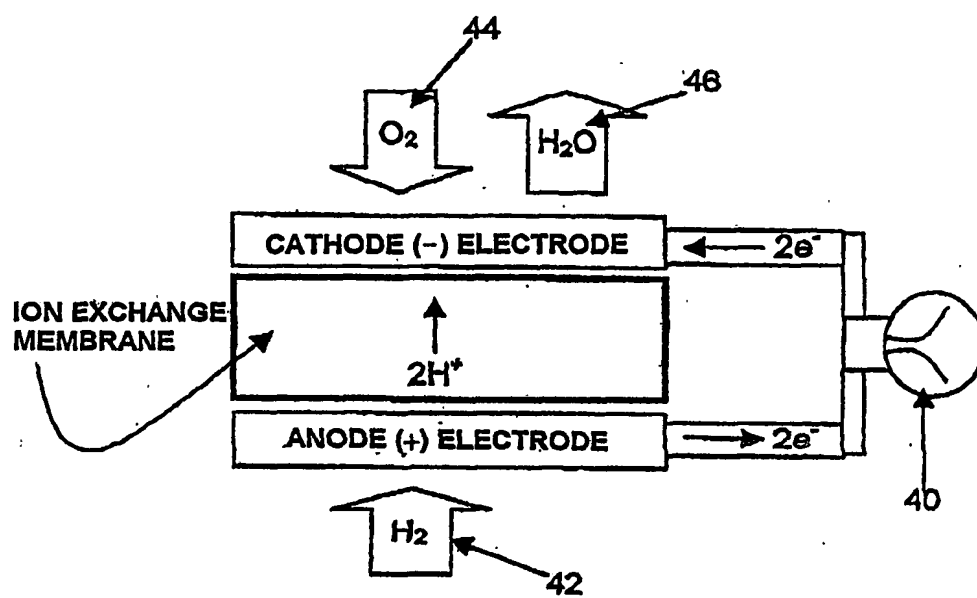 44
46
O₂
H₂O
CATHODE (−) ELECTRODE
2e⁻
ION EXCHANGE
MEMBRANE
2H⁺
ANODE (+) ELECTRODE
2e⁻
40
H₂
42